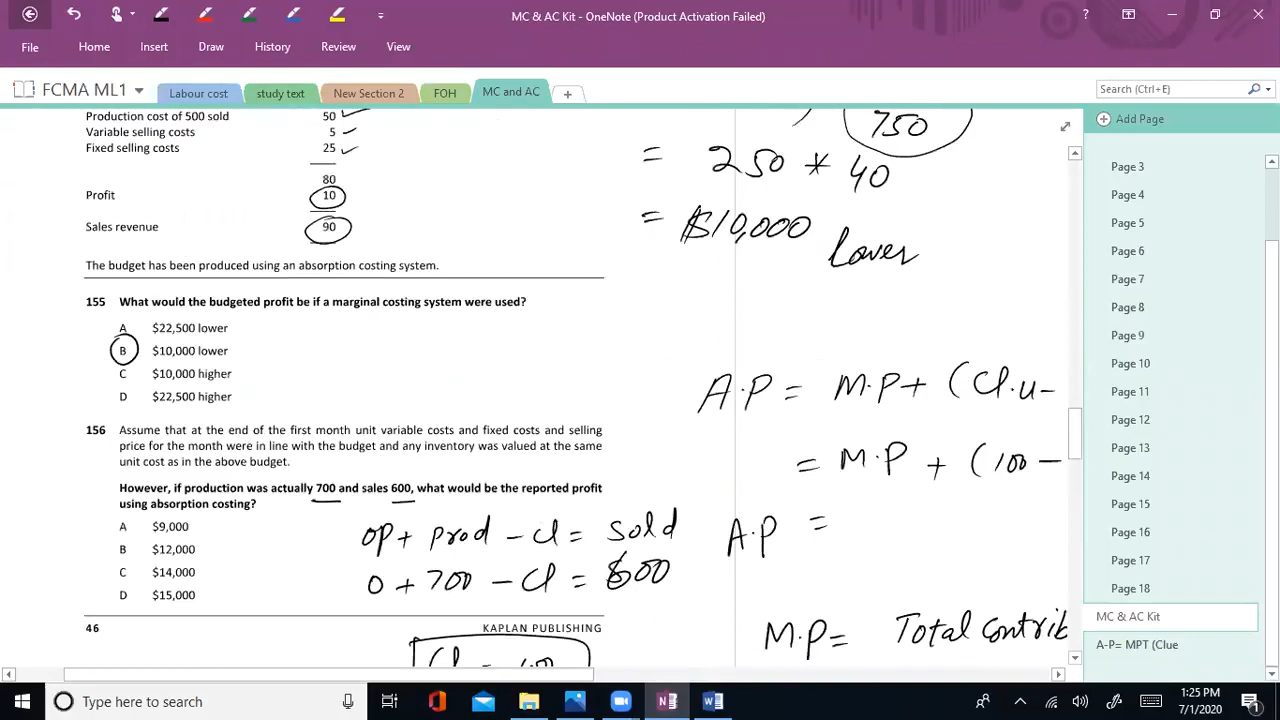 MC & AC Kit - OneNote (Product Activation Failed)
File Home Insert Draw History Review View
FCMA ML1 Labour cost study text New Section 2 FOH MC and AC
Search (Ctrl+E)
Production cost of 500 sold 50
Variable selling costs 5
Fixed selling costs 25
80
Profit 10
Sales revenue 90
The budget has been produced using an absorption costing system.
155 What would the budgeted profit be if a marginal costing system were used?
A $22,500 lower
B $10,000 lower
C $10,000 higher
D $22,500 higher
156 Assume that at the end of the first month unit variable costs and fixed costs and selling
price for the month were in line with the budget and any inventory was valued at the same
unit cost as in the above budget.
However, if production was actually 700 and sales 600, what would be the reported profit
using absorption costing?
A $9,000
B $12,000
C $14,000
D $15,000
op + prod - cl = sold
0 + 700 - cl = 600
46 KAPLAN PUBLISHING
750
= 250 * 40
= $10,000
lower
A.P = M.P + (Cl.u -
= M.P + (100 -
A.P =
M.P = Total contrib
Add Page
Page 3
Page 4
Page 5
Page 6
Page 7
Page 8
Page 9
Page 10
Page 11
Page 12
Page 13
Page 14
Page 15
Page 16
Page 17
Page 18
MC & AC Kit
A-P= MPT (Clue
Type here to search
1:25 PM
7/1/2020